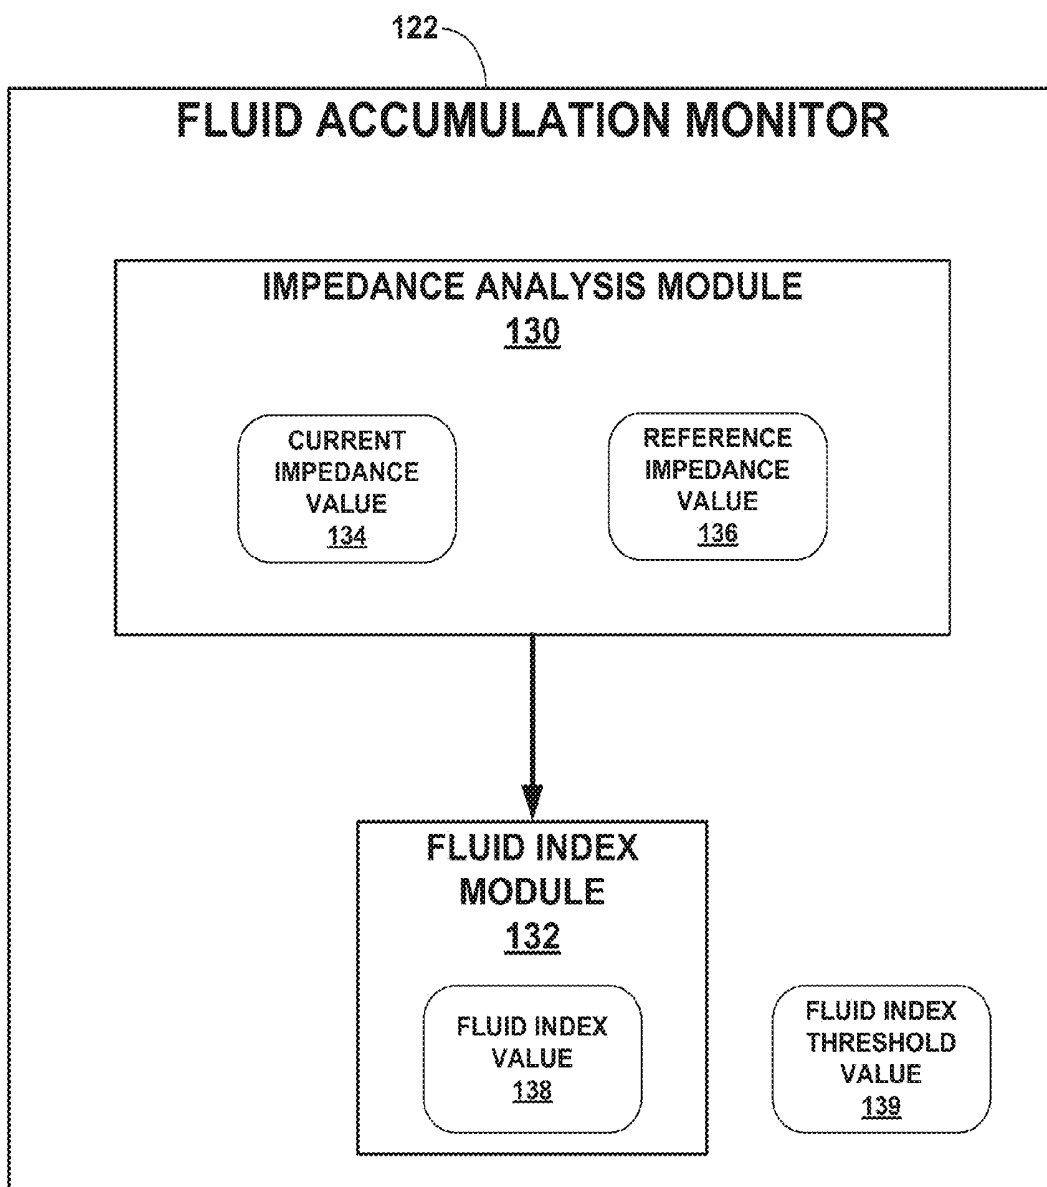 122
FLUID ACCUMULATION MONITOR
IMPEDANCE ANALYSIS MODULE
130
CURRENT
IMPEDANCE
VALUE
134
REFERENCE
IMPEDANCE
VALUE
136
FLUID INDEX
MODULE
132
FLUID INDEX
VALUE
138
FLUID INDEX
THRESHOLD
VALUE
139